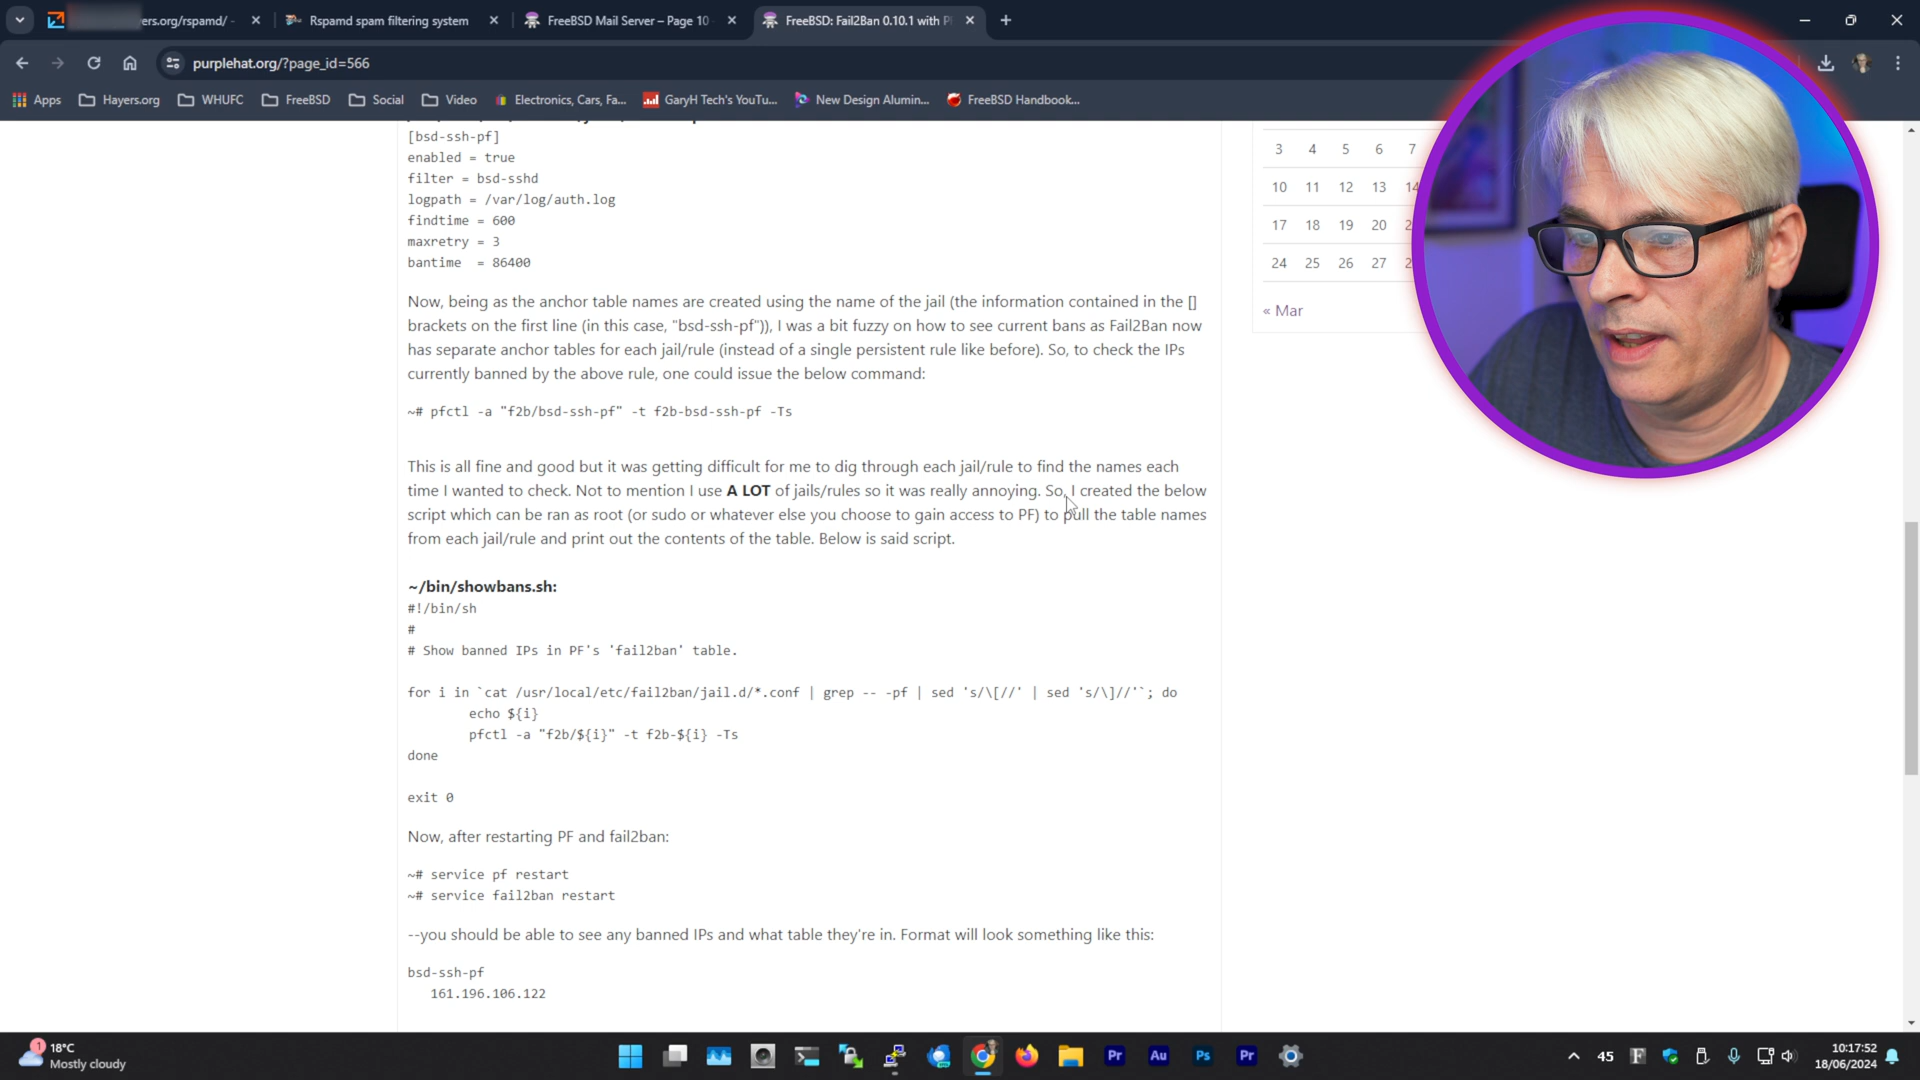 yers.org/rspamd/ -
Rspamd spam filtering system
FreeBSD Mail Server – Page 10
FreeBSD: Fail2Ban 0.10.1 with P
purplehat.org/?page_id=566
Apps
Hayers.org
WHUFC
FreeBSD
Social
Video
Electronics, Cars, Fa...
GaryH Tech's YouTu...
New Design Alumin...
FreeBSD Handbook...
[bsd-ssh-pf]
enabled = true
filter = bsd-sshd
logpath = /var/log/auth.log
findtime = 600
maxretry = 3
bantime  = 86400
Now, being as the anchor table names are created using the name of the jail (the information contained in the []
brackets on the first line (in this case, "bsd-ssh-pf")), I was a bit fuzzy on how to see current bans as Fail2Ban now
has separate anchor tables for each jail/rule (instead of a single persistent rule like before). So, to check the IPs
currently banned by the above rule, one could issue the below command:
~# pfctl -a "f2b/bsd-ssh-pf" -t f2b-bsd-ssh-pf -Ts
This is all fine and good but it was getting difficult for me to dig through each jail/rule to find the names each
time I wanted to check. Not to mention I use A LOT of jails/rules so it was really annoying. So, I created the below
script which can be ran as root (or sudo or whatever else you choose to gain access to PF) to pull the table names
from each jail/rule and print out the contents of the table. Below is said script.
~/bin/showbans.sh:
#!/bin/sh
#
# Show banned IPs in PF's 'fail2ban' table.
for i in `cat /usr/local/etc/fail2ban/jail.d/*.conf | grep -- -pf | sed 's/\[//' | sed 's/\]//'`; do
echo ${i}
pfctl -a "f2b/${i}" -t f2b-${i} -Ts
done
exit 0
Now, after restarting PF and fail2ban:
~# service pf restart
~# service fail2ban restart
--you should be able to see any banned IPs and what table they're in. Format will look something like this:
bsd-ssh-pf
161.196.106.122
3 4 5 6 7
10 11 12 13 14
17 18 19 20 2
24 25 26 27 2
« Mar
1
18°C
Mostly cloudy
Pr
Au
Ps
Pr
45
F
10:17:52
18/06/2024